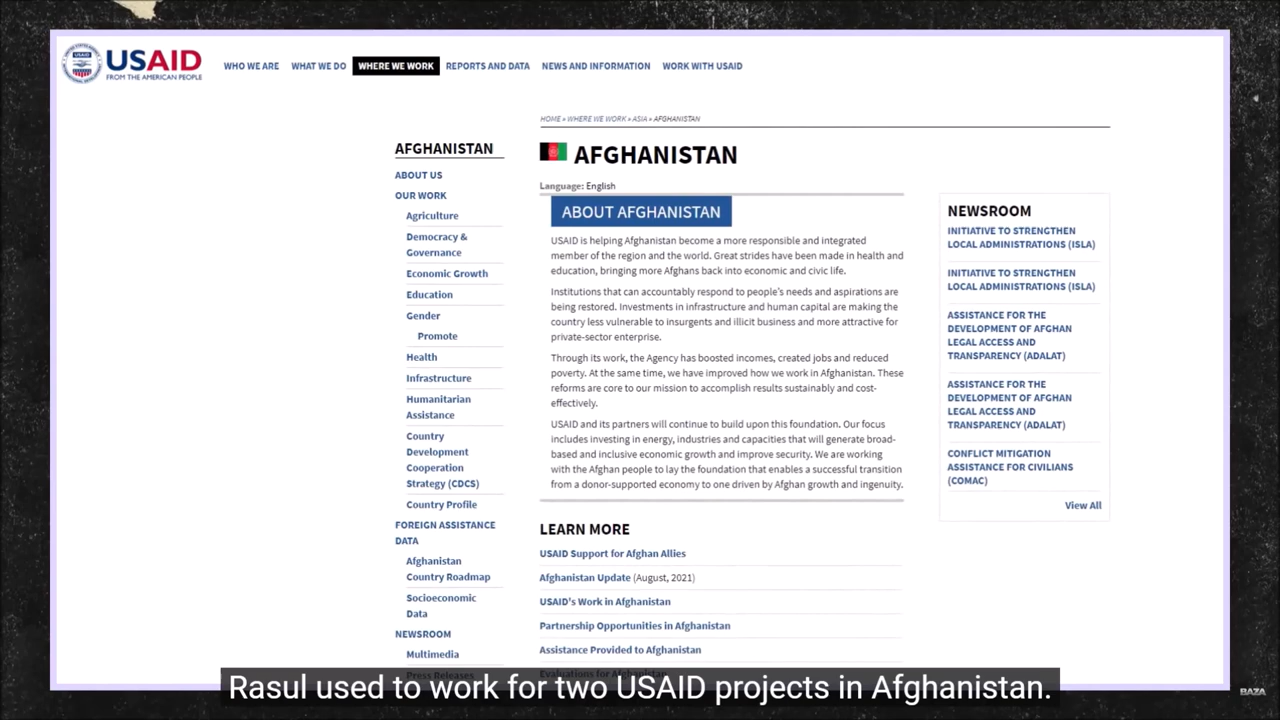 USAID
FROM THE AMERICAN PEOPLE
WHO WE ARE
WHAT WE DO
WHERE WE WORK
REPORTS AND DATA
NEWS AND INFORMATION
WORK WITH USAID
HOME » WHERE WE WORK » ASIA » AFGHANISTAN
AFGHANISTAN
ABOUT US
OUR WORK
Agriculture
Democracy &
Governance
Economic Growth
Education
Gender
Promote
Health
Infrastructure
Humanitarian
Assistance
Country
Development
Cooperation
Strategy (CDCS)
Country Profile
FOREIGN ASSISTANCE
DATA
Afghanistan
Country Roadmap
Socioeconomic
Data
NEWSROOM
Multimedia
Press Releases
AFGHANISTAN
Language: English
ABOUT AFGHANISTAN
USAID is helping Afghanistan become a more responsible and integrated
member of the region and the world. Great strides have been made in health and
education, bringing more Afghans back into economic and civic life.
Institutions that can accountably respond to people's needs and aspirations are
being restored. Investments in infrastructure and human capital are making the
country less vulnerable to insurgents and illicit business and more attractive for
private-sector enterprise.
Through its work, the Agency has boosted incomes, created jobs and reduced
poverty. At the same time, we have improved how we work in Afghanistan. These
reforms are core to our mission to accomplish results sustainably and cost-
effectively.
USAID and its partners will continue to build upon this foundation. Our focus
includes investing in energy, industries and capacities that will generate broad-
based and inclusive economic growth and improve security. We are working
with the Afghan people to lay the foundation that enables a successful transition
from a donor-supported economy to one driven by Afghan growth and ingenuity.
LEARN MORE
USAID Support for Afghan Allies
Afghanistan Update (August, 2021)
USAID's Work in Afghanistan
Partnership Opportunities in Afghanistan
Assistance Provided to Afghanistan
Evaluations for Afghanistan
NEWSROOM
INITIATIVE TO STRENGTHEN
LOCAL ADMINISTRATIONS (ISLA)
INITIATIVE TO STRENGTHEN
LOCAL ADMINISTRATIONS (ISLA)
ASSISTANCE FOR THE
DEVELOPMENT OF AFGHAN
LEGAL ACCESS AND
TRANSPARENCY (ADALAT)
ASSISTANCE FOR THE
DEVELOPMENT OF AFGHAN
LEGAL ACCESS AND
TRANSPARENCY (ADALAT)
CONFLICT MITIGATION
ASSISTANCE FOR CIVILIANS
(COMAC)
View All
Rasul used to work for two USAID projects in Afghanistan.
BAZA